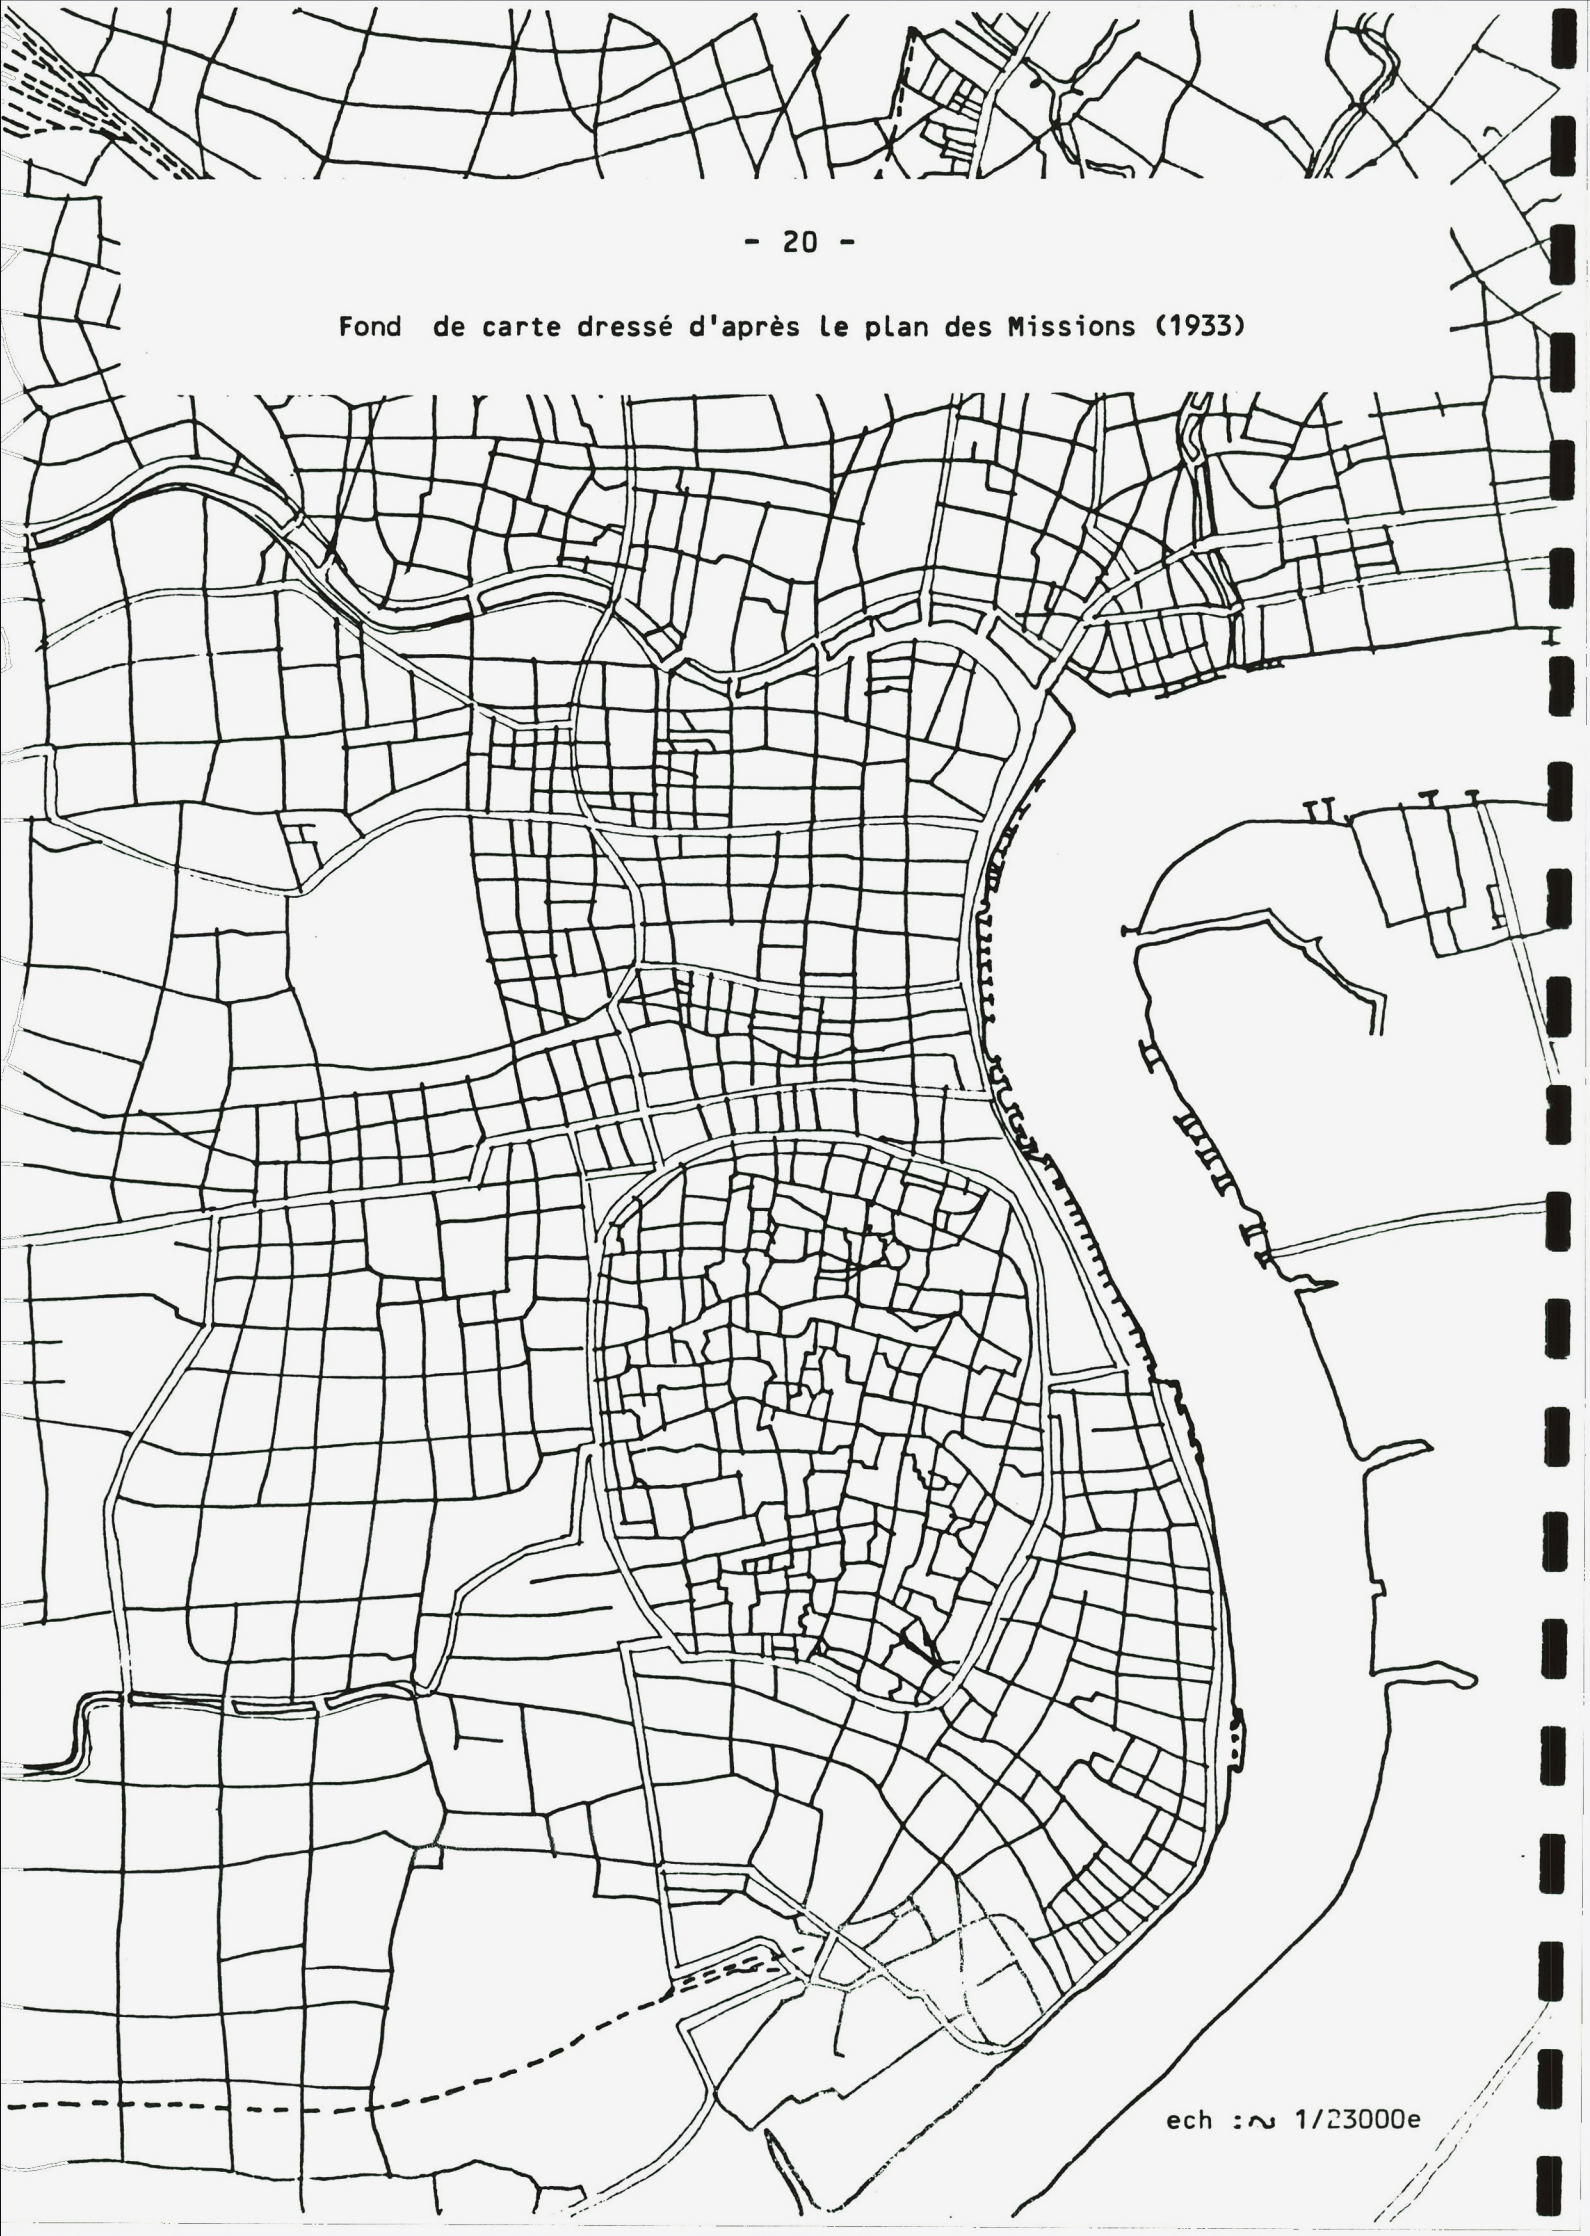 - 20 -
Fond de carte dressé d'après le plan des Missions (1933)
ech :~ 1/23000e